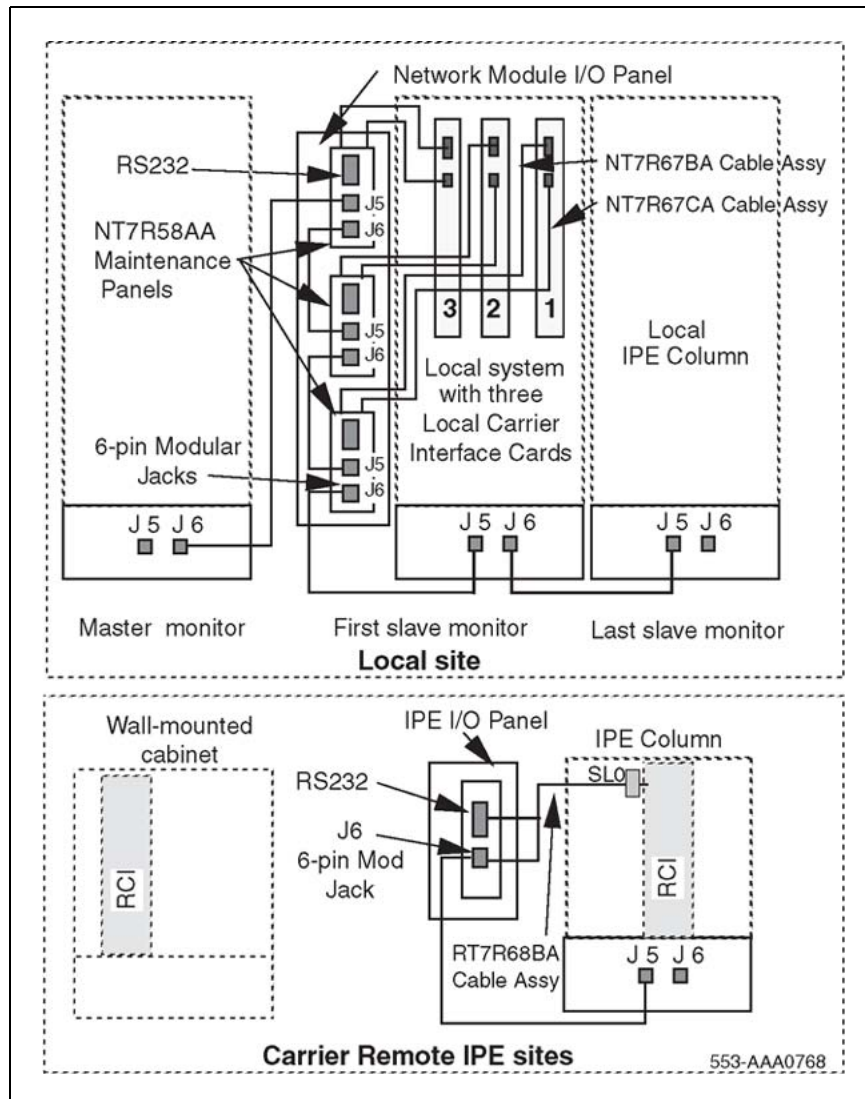 Network Module I/O Panel
RS232
J5
J6
NT7R58AA
Maintenance
Panels
J5
J6
6-pin Modular
Jacks
J5
J6
3
2
1
NT7R67BA Cable Assy
NT7R67CA Cable Assy
Local system
with three
Local Carrier
Interface Cards
Local
IPE Column
J 5 J 6
J 5 J 6
J 5 J 6
Master monitor
First slave monitor
Last slave monitor
Local site
Wall-mounted
cabinet
RCI
IPE I/O Panel
RS232
J6
6-pin Mod
Jack
IPE Column
SL0
RCI
RT7R68BA
Cable Assy
J 5 J 6
Carrier Remote IPE sites
553-AAA0768